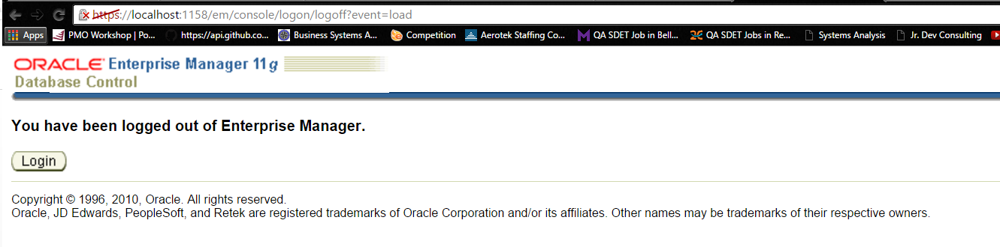 https://localhost:1158/em/console/logon/logoff?event=load
Apps PMO Workshop | Po... https://api.github.co... Business Systems A... Competition Aerotek Staffing Co... QA SDET Job in Bell... QA SDET Jobs in Re... Systems Analysis Jr. Dev Consulting
ORACLE Enterprise Manager 11g
Database Control
You have been logged out of Enterprise Manager.
Login
Copyright © 1996, 2010, Oracle. All rights reserved.
Oracle, JD Edwards, PeopleSoft, and Retek are registered trademarks of Oracle Corporation and/or its affiliates. Other names may be trademarks of their respective owners.